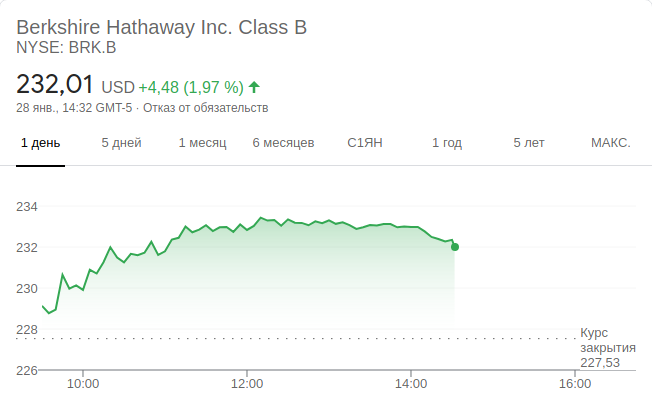 Berkshire Hathaway Inc. Class B
NYSE: BRK.B
232,01 USD +4,48 (1,97 %)
28 янв., 14:32 GMT-5 · Отказ от обязательств
1 день 5 дней 1 месяц 6 месяцев С1ЯН 1 год 5 лет МАКС.
234
232
230
228
Курс
закрытия
227,53
226
10:00 12:00 14:00 16:00